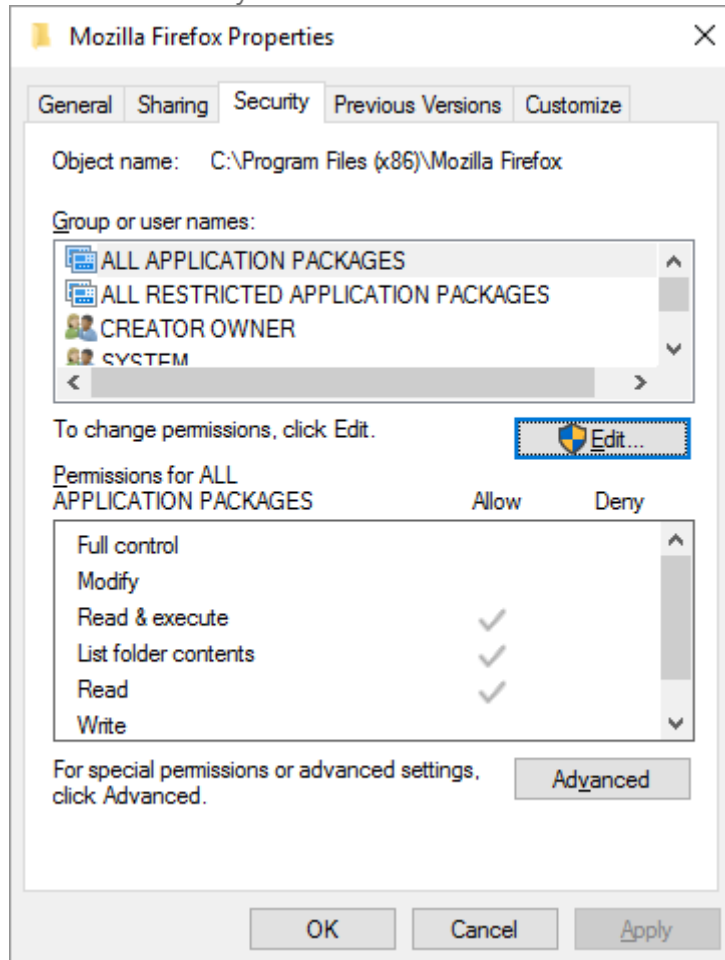 Mozilla Firefox Properties
General Sharing Security Previous Versions Customize
Object name: C:\Program Files (x86)\Mozilla Firefox
Group or user names:
ALL APPLICATION PACKAGES
ALL RESTRICTED APPLICATION PACKAGES
CREATOR OWNER
SYSTEM
To change permissions, click Edit.
Edit...
Permissions for ALL
APPLICATION PACKAGES Allow Deny
Full control
Modify
Read & execute
List folder contents
Read
Write
For special permissions or advanced settings,
click Advanced.
Advanced
OK Cancel Apply